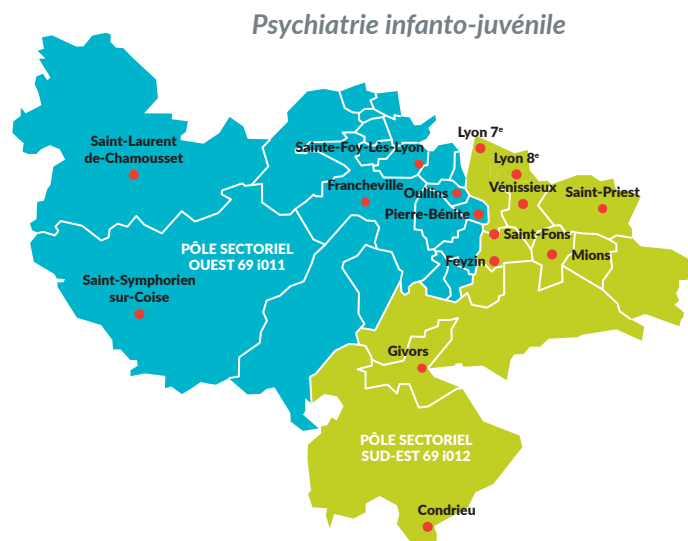 Psychiatrie infanto-juvénile
Lyon 7e
Sainte-Foy-Lès-Lyon
Saint-Laurent
de-Chamousset
Lyon 8e
Francheville
Oullins
Vénissieux
Saint-Priest
Pierre-Bénite
Saint-Fons
PÔLE SECTORIEL
OUEST 69 i011
Feyzin
Mions
Saint-Symphorien
sur-Coise
Givors
PÔLE SECTORIEL
SUD-EST 69 i012
Condrieu